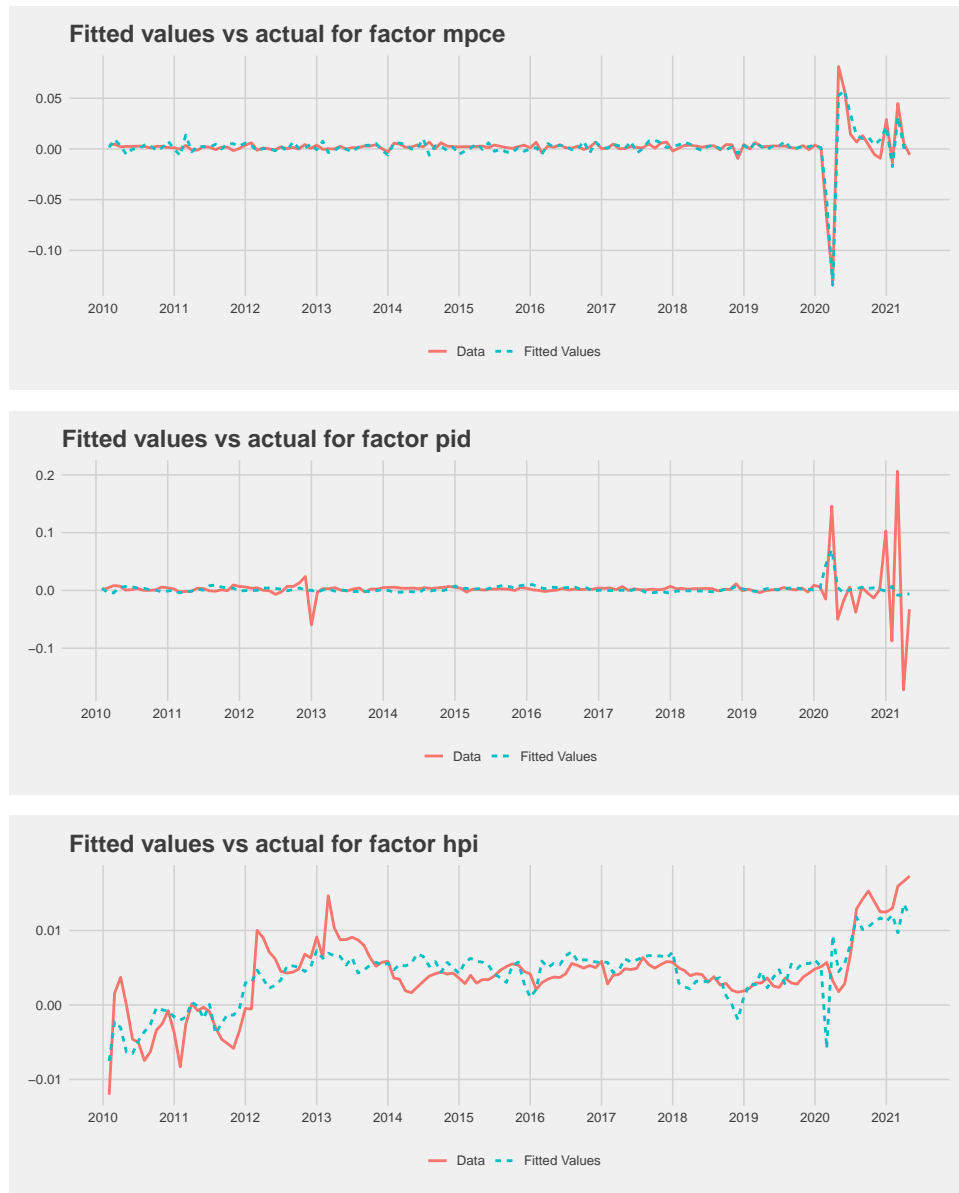 Fitted values vs actual for factor mpce
0.05
0.00
−0.05
−0.10
2010 2011 2012 2013 2014 2015 2016 2017 2018 2019 2020 2021
Data Fitted Values
Fitted values vs actual for factor pid
0.2
0.1
0.0
−0.1
2010 2011 2012 2013 2014 2015 2016 2017 2018 2019 2020 2021
Data Fitted Values
Fitted values vs actual for factor hpi
0.01
0.00
−0.01
2010 2011 2012 2013 2014 2015 2016 2017 2018 2019 2020 2021
Data Fitted Values